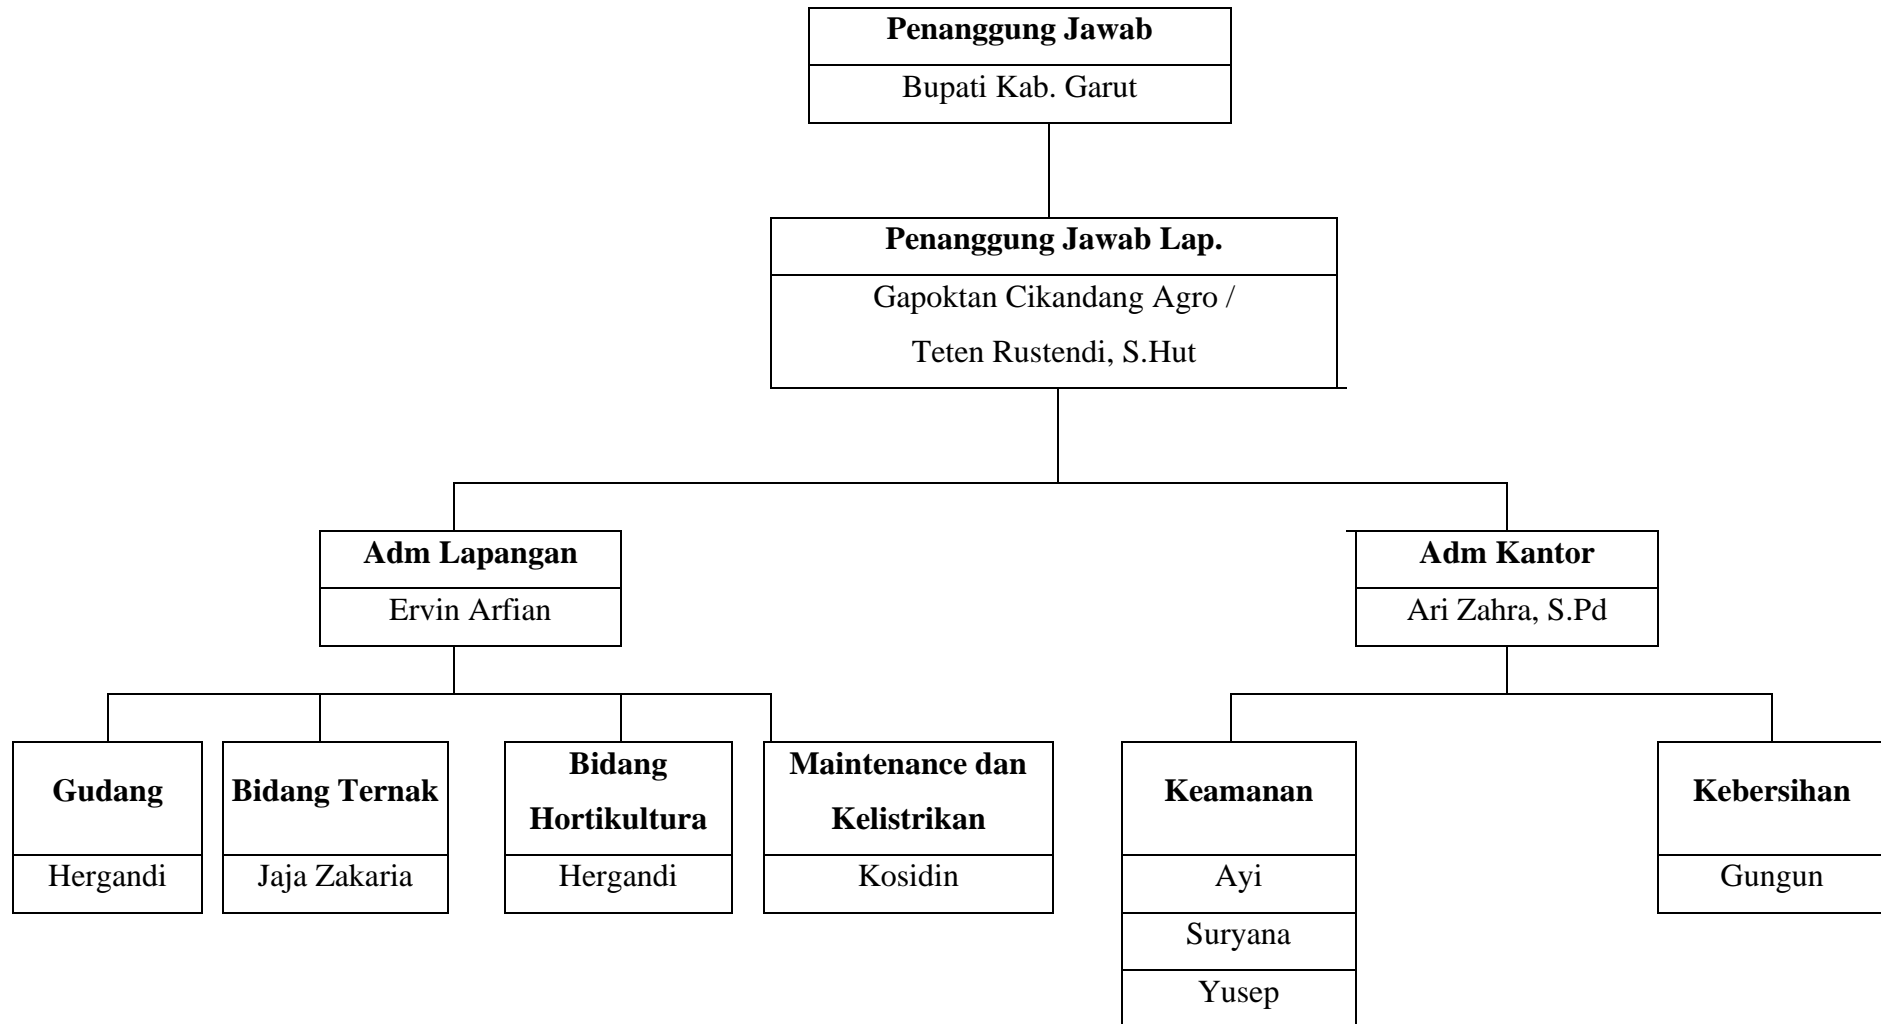 Penanggung Jawab
Bupati Kab. Garut
Penanggung Jawab Lap.
Gapoktan Cikandang Agro /
Teten Rustendi, S.Hut
Adm Lapangan
Ervin Arfian
Adm Kantor
Ari Zahra, S.Pd
Gudang
Hergandi
Bidang Ternak
Jaja Zakaria
Bidang
Hortikultura
Hergandi
Maintenance dan
Kelistrikan
Kosidin
Keamanan
Ayi
Suryana
Yusep
Kebersihan
Gungun